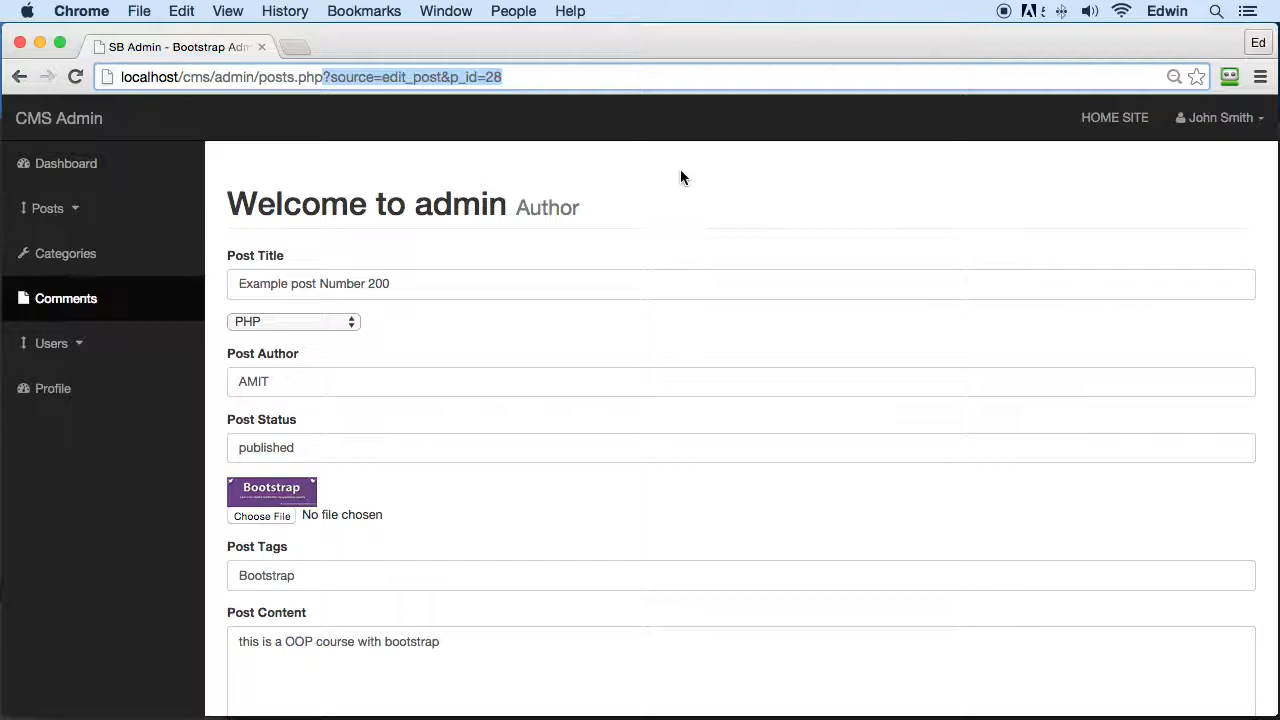 Chrome File Edit View History Bookmarks Window People Help Edwin
SB Admin - Bootstrap Adm
Ed
localhost/cms/admin/posts.php?source=edit_post&p_id=28
CMS Admin HOME SITE John Smith
Dashboard
Posts
Categories
Comments
Users
Profile
Welcome to admin Author
Post Title
Example post Number 200
PHP
Post Author
AMIT
Post Status
published
Bootstrap
Choose File No file chosen
Post Tags
Bootstrap
Post Content
this is a OOP course with bootstrap